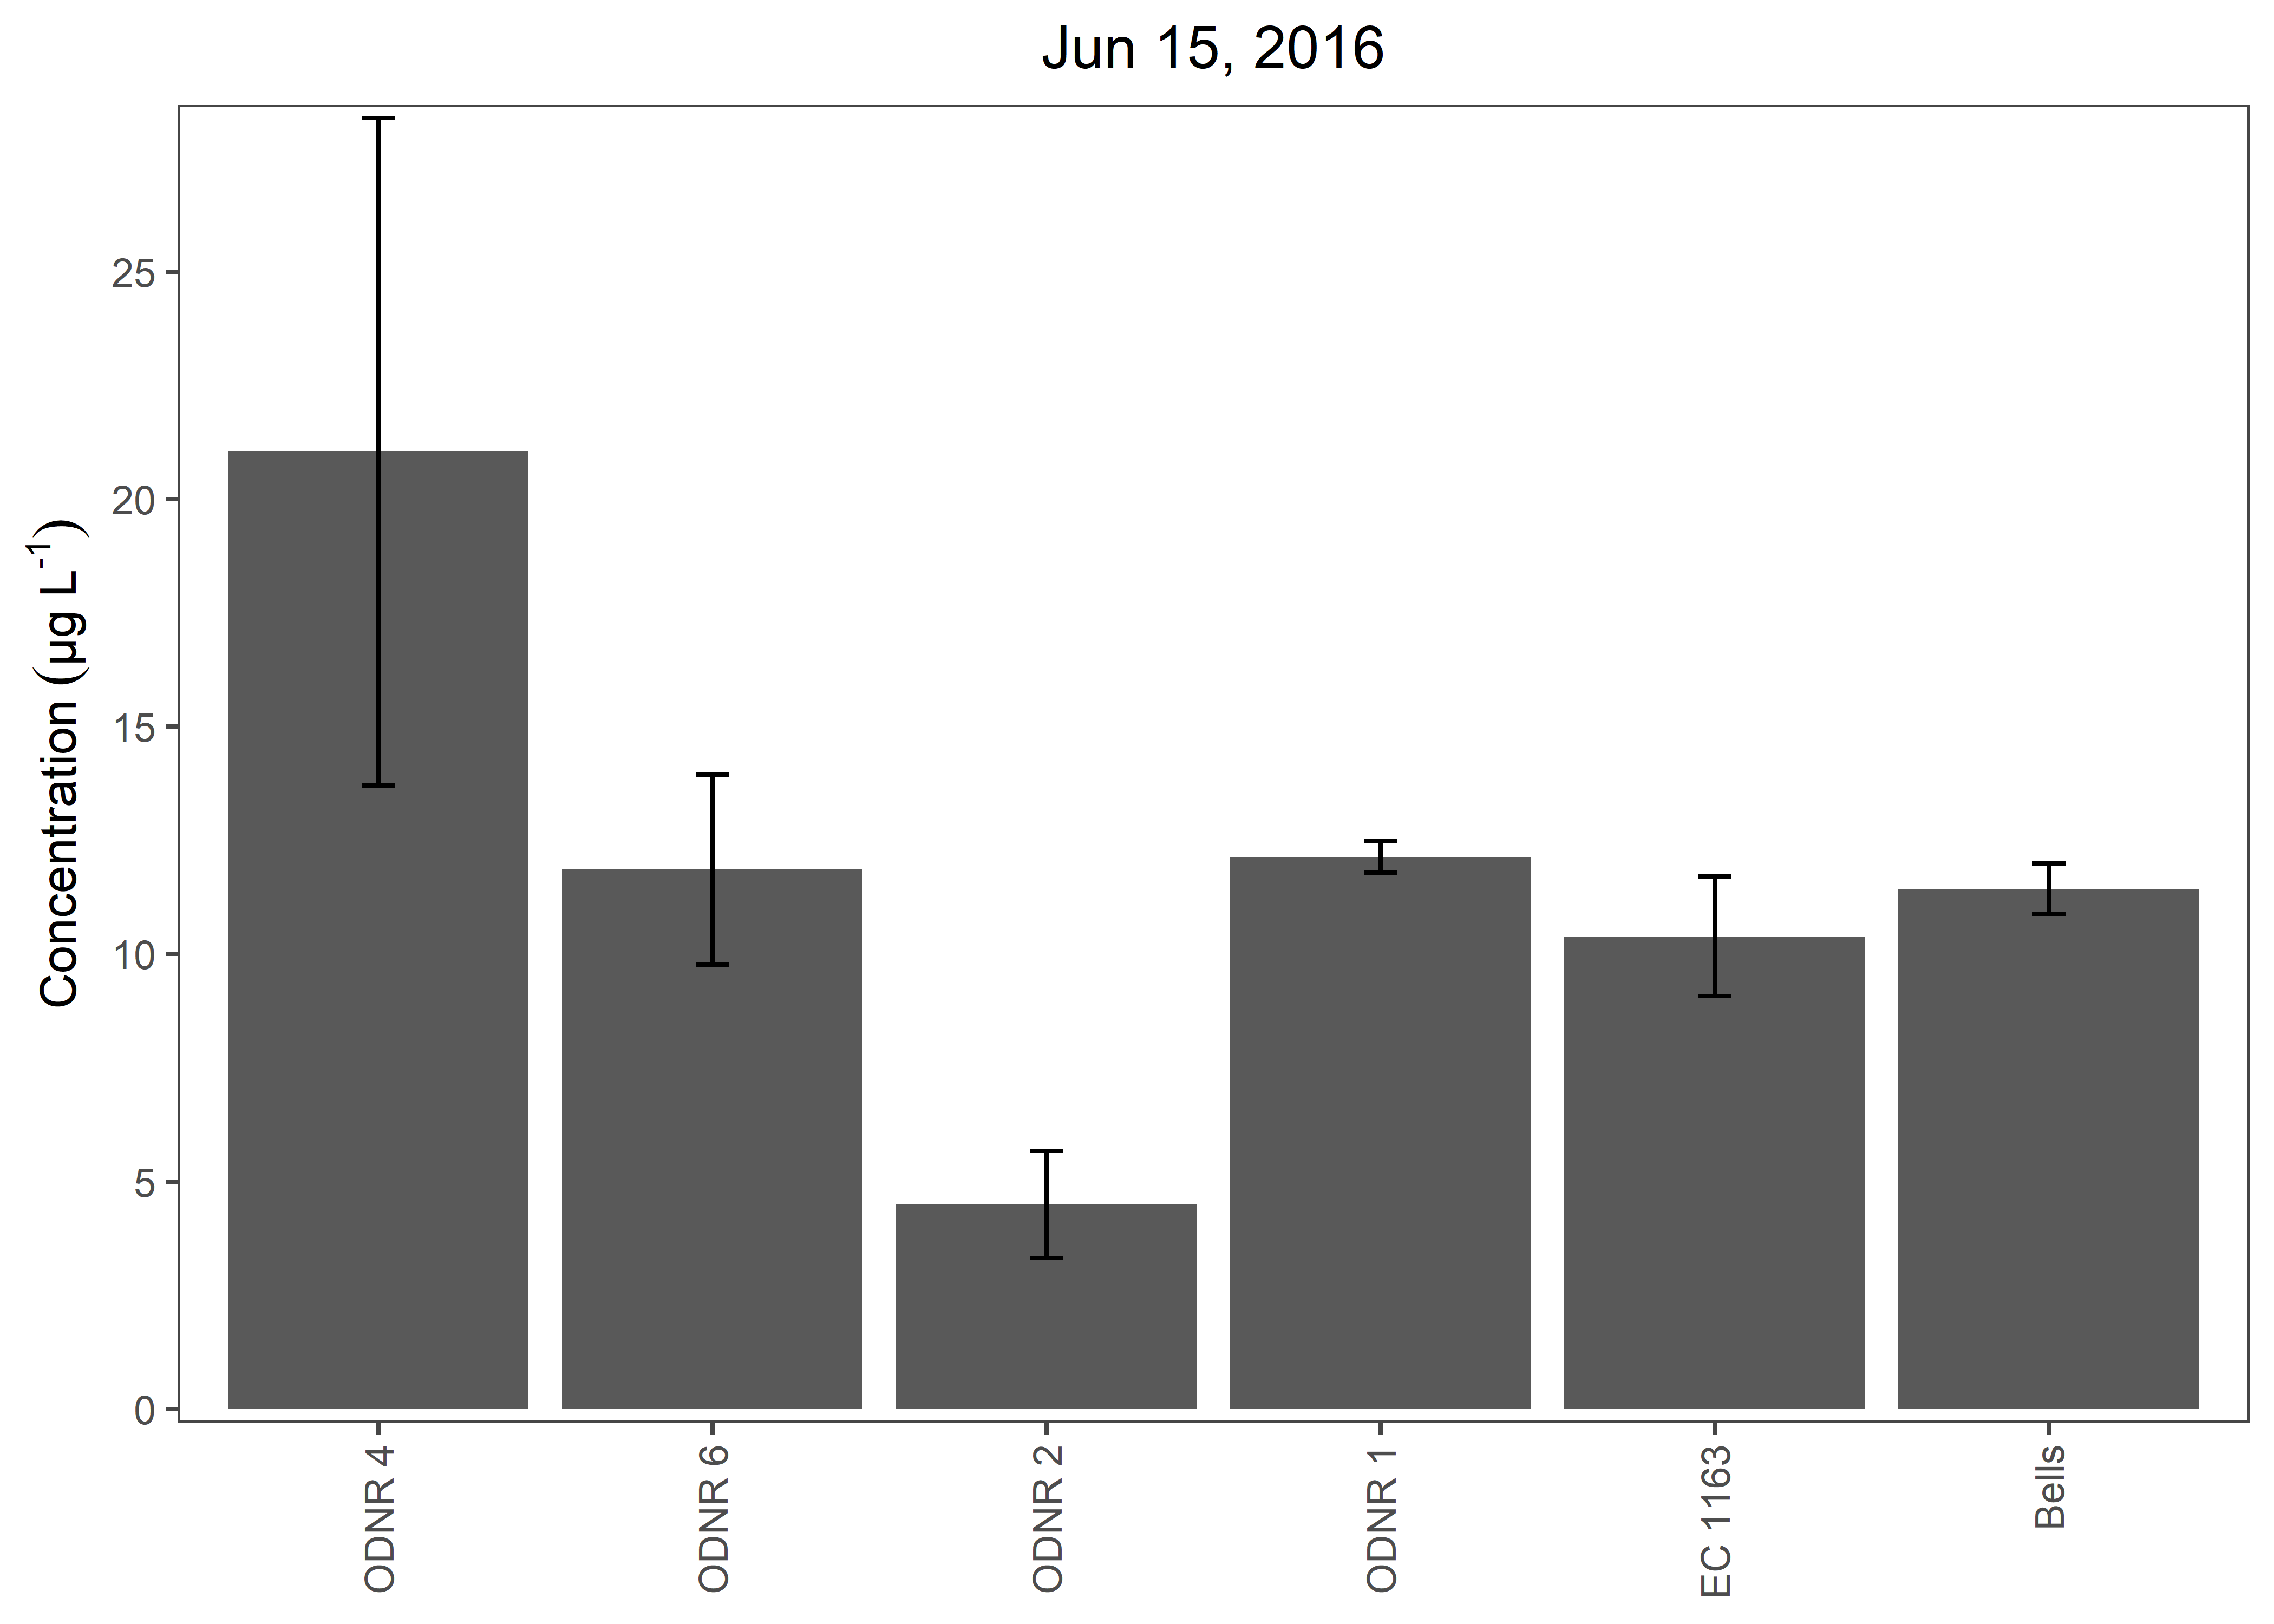 Jun 15, 2016
Concentration (µg L⁻¹)
25
20
15
10
5
0
ODNR 4
ODNR 6
ODNR 2
ODNR 1
EC 1163
Bells